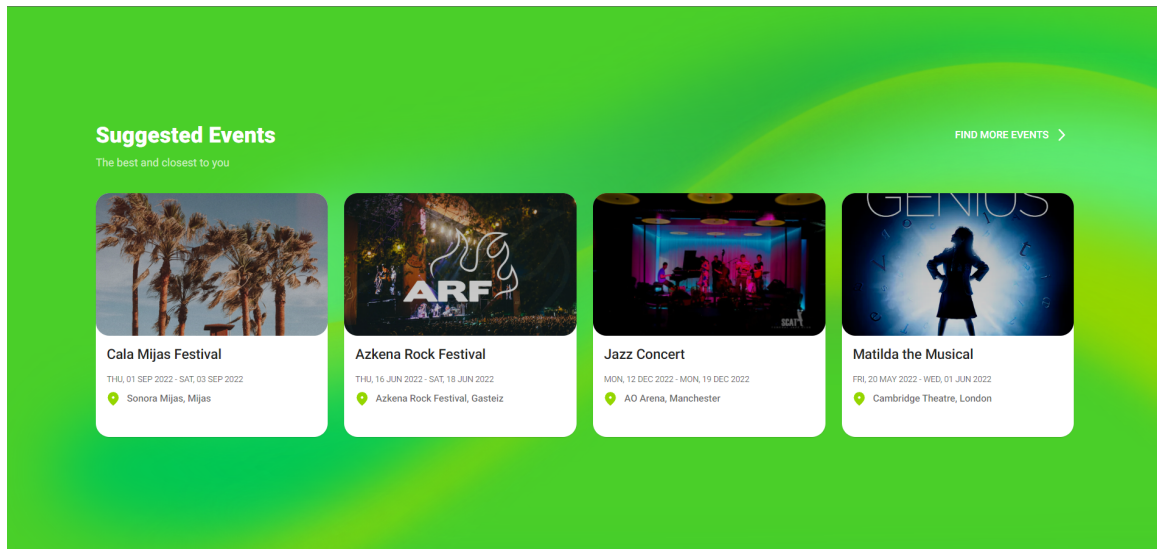 Suggested Events
FIND MORE EVENTS
The best and closest to you
ARF
SCAT
GENIUS
Cala Mijas Festival
THU, 01 SEP 2022 - SAT, 03 SEP 2022
Sonora Mijas, Mijas
Azkena Rock Festival
THU, 16 JUN 2022 - SAT, 18 JUN 2022
Azkena Rock Festival, Gasteiz
Jazz Concert
MON, 12 DEC 2022 - MON, 19 DEC 2022
AO Arena, Manchester
Matilda the Musical
FRI, 20 MAY 2022 - WED, 01 JUN 2022
Cambridge Theatre, London